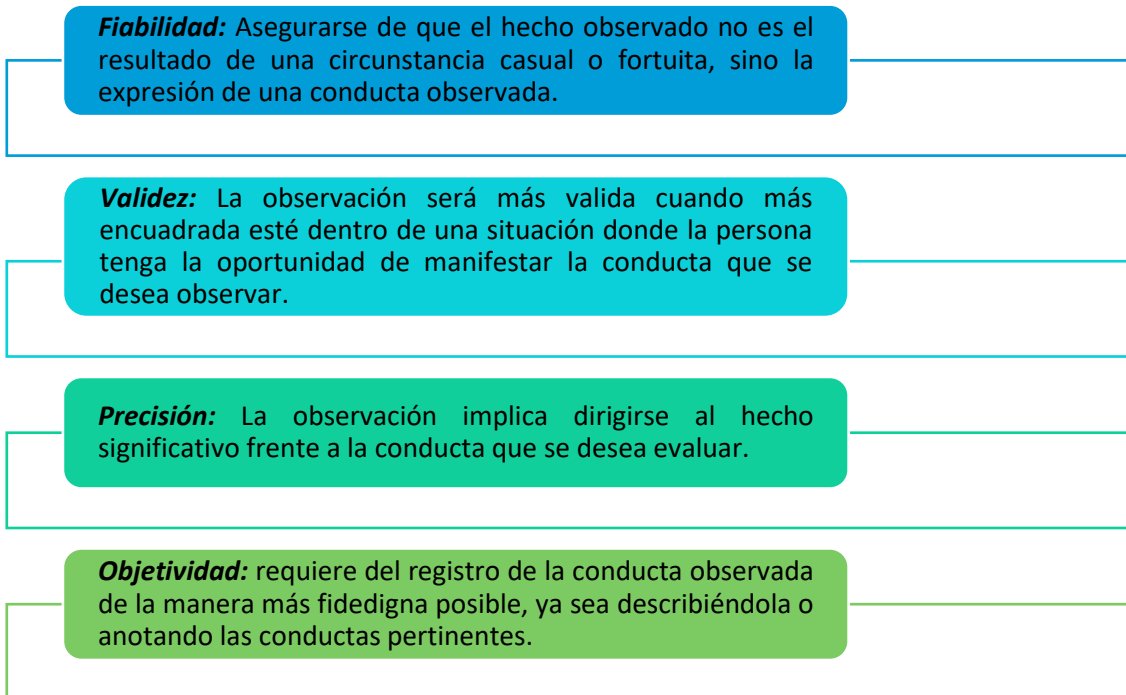 Fiabilidad: Asegurarse de que el hecho observado no es el
resultado de una circunstancia casual o fortuita, sino la
expresión de una conducta observada.
Validez: La observación será más valida cuando más
encuadrada esté dentro de una situación donde la persona
tenga la oportunidad de manifestar la conducta que se
desea observar.
Precisión: La observación implica dirigirse al hecho
significativo frente a la conducta que se desea evaluar.
Objetividad: requiere del registro de la conducta observada
de la manera más fidedigna posible, ya sea describiéndola o
anotando las conductas pertinentes.